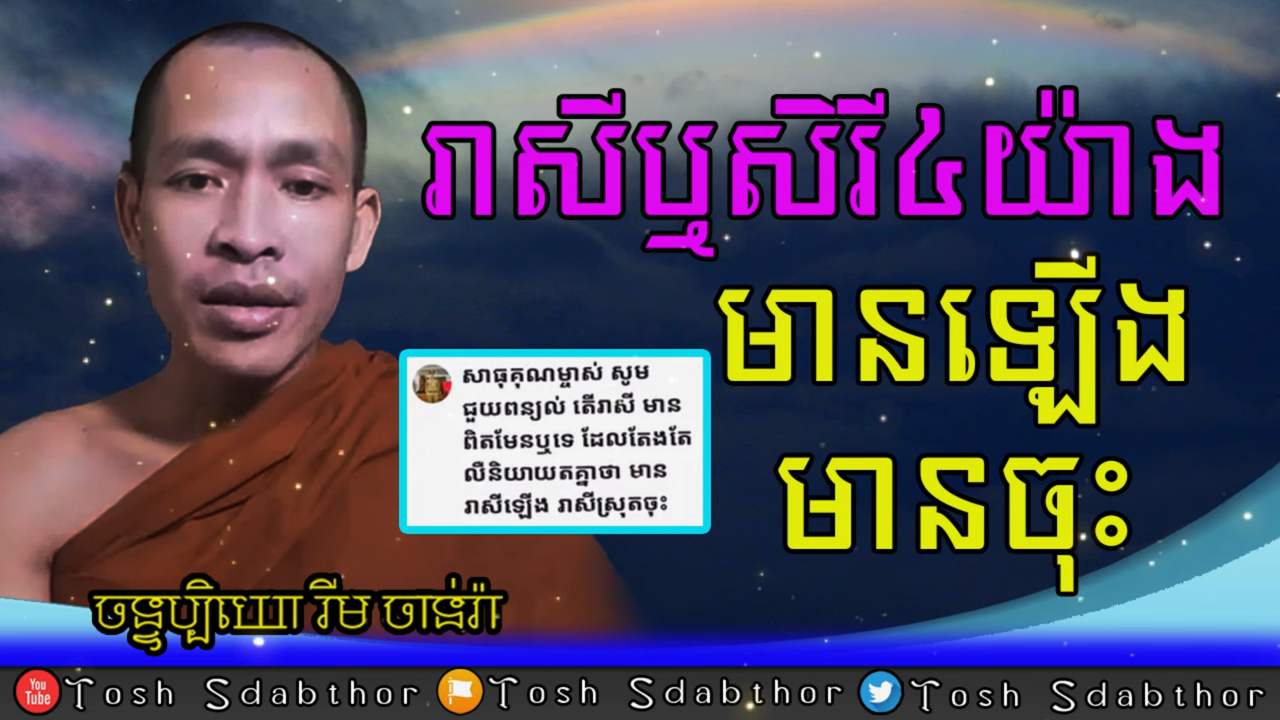 រាសីឬសិរី៤យ៉ាង
មានឡើង
មានចុះ
សាធុគុណម្ចាស់ សូម
ជួយពន្យល់ តើរាសី មាន
ពិតមែនឬទេ ដែលតែងតែ
លឺនិយាយតគ្នាថា មាន
រាសីឡើង រាសីស្រុតចុះ
ចន្ទប្បិយោ រីម ចាន់រ៉ា
You Tube Tosh Sdabthor Tosh Sdabthor Tosh Sdabthor